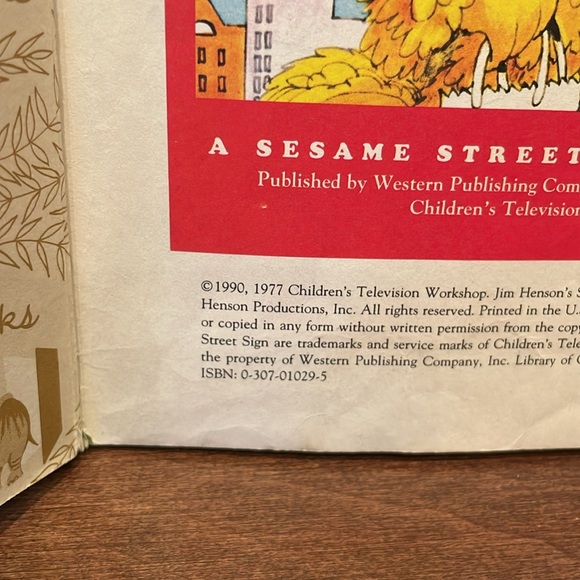 A SESAME STREET
Published by Western Publishing Com
Children's Television
©1990, 1977 Children's Television Workshop. Jim Henson's S
Henson Productions, Inc. All rights reserved. Printed in the U.
or copied in any form without written permission from the copy
Street Sign are trademarks and service marks of Children's Tele
the property of Western Publishing Company, Inc. Library of C
ISBN: 0-307-01029-5
ks